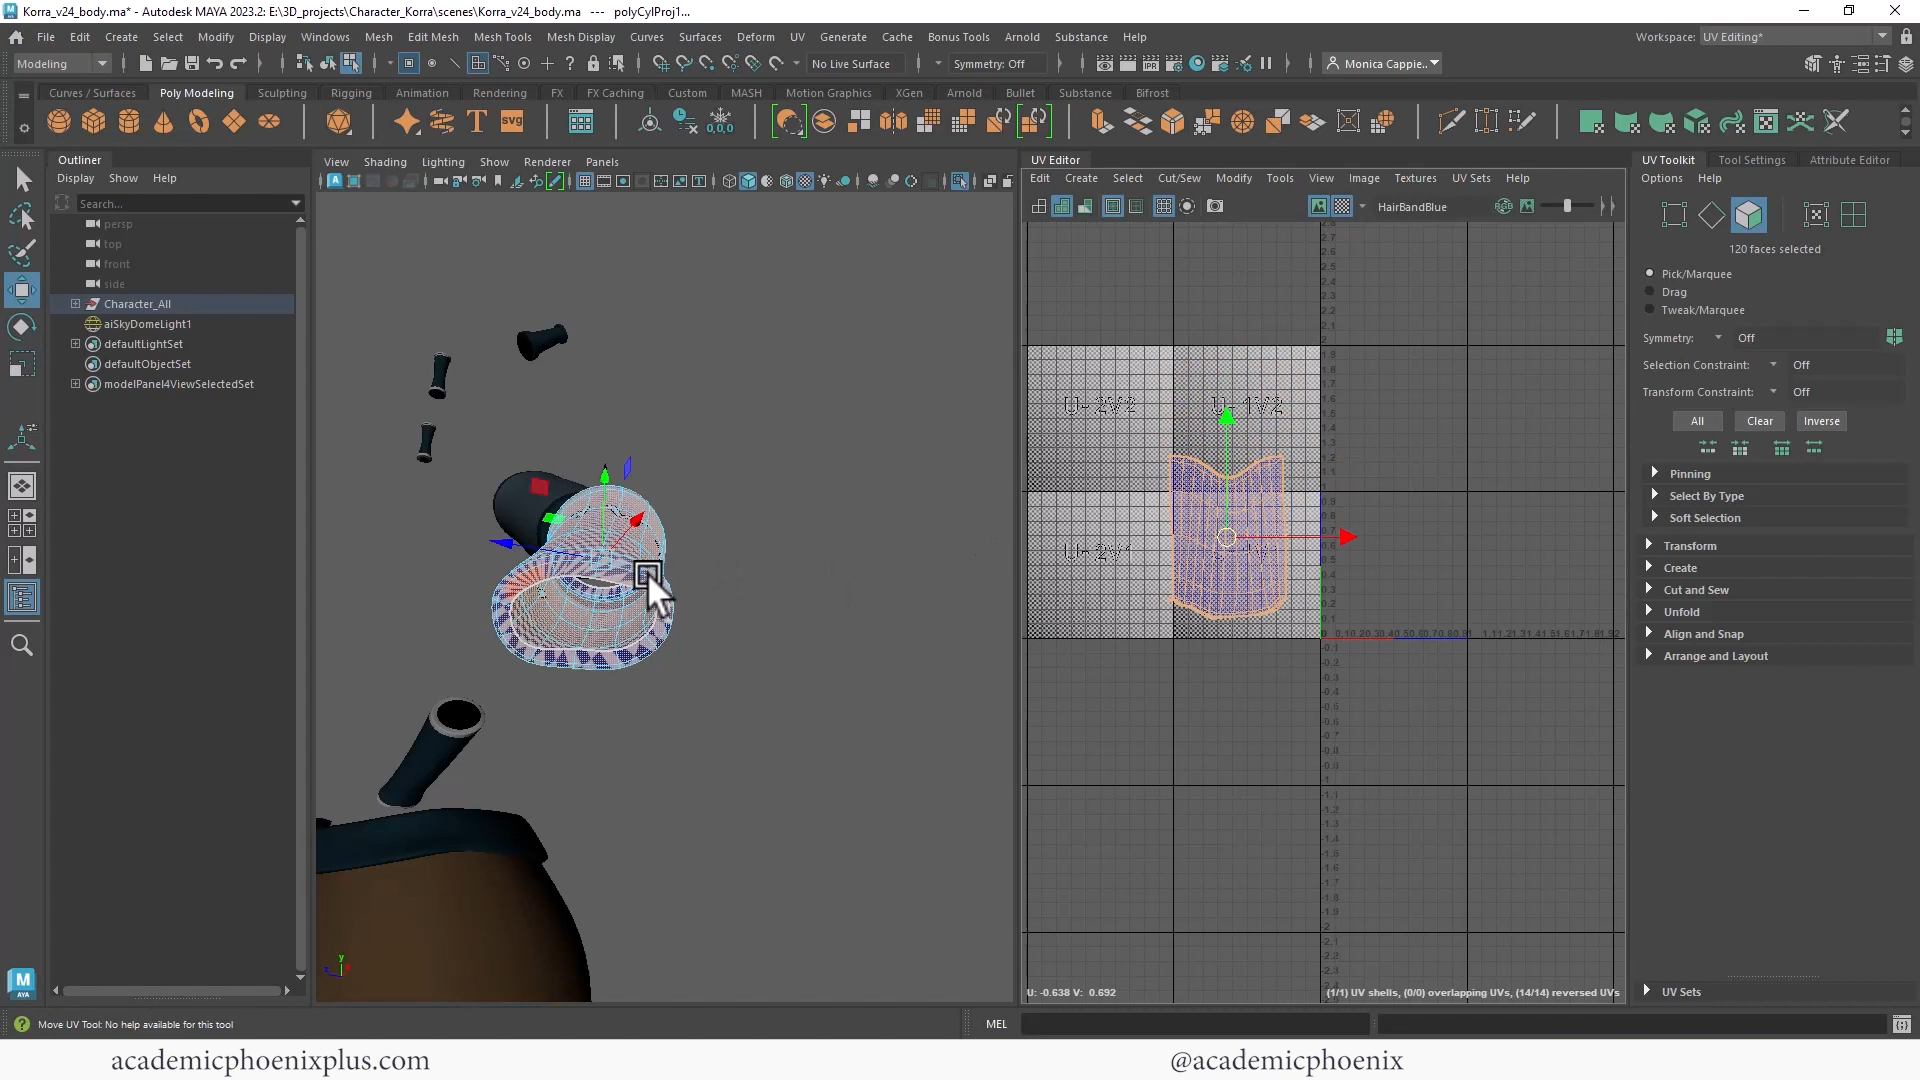 Korra_v24_body.ma* - Autodesk MAYA 2023.2: E:\3D_projects\Character_Korra\scenes\Korra_v24_body.ma --- polyCylProj1...
File Edit Create Select Modify Display Windows Mesh Edit Mesh Mesh Tools Mesh Display Curves Surfaces Deform UV Generate Cache Bonus Tools Arnold Substance Help
Workspace: UV Editing*
Modeling
No Live Surface
Symmetry: Off
Monica Cappie..
Curves / Surfaces Poly Modeling Sculpting Rigging Animation Rendering FX FX Caching Custom MASH Motion Graphics XGen Arnold Bullet Substance Bifrost
svg
0,0,0
Outliner
Display Show Help
Search...
persp
top
front
side
Character_All
aiSkyDomeLight1
defaultLightSet
defaultObjectSet
modelPanel4ViewSelectedSet
View Shading Lighting Show Renderer Panels
UV Editor
Edit Create Select Cut/Sew Modify Tools View Image Textures UV Sets Help
HairBandBlue
U: -0.638 V: 0.692
(1/1) UV shells, (0/0) overlapping UVs, (14/14) reversed UVs
UV Toolkit Tool Settings Attribute Editor
Options Help
120 faces selected
Pick/Marquee
Drag
Tweak/Marquee
Symmetry: Off
Selection Constraint: Off
Transform Constraint: Off
All Clear Inverse
Pinning
Select By Type
Soft Selection
Transform
Create
Cut and Sew
Unfold
Align and Snap
Arrange and Layout
UV Sets
Move UV Tool: No help available for this tool
MEL
academicphoenixplus.com
@academicphoenix